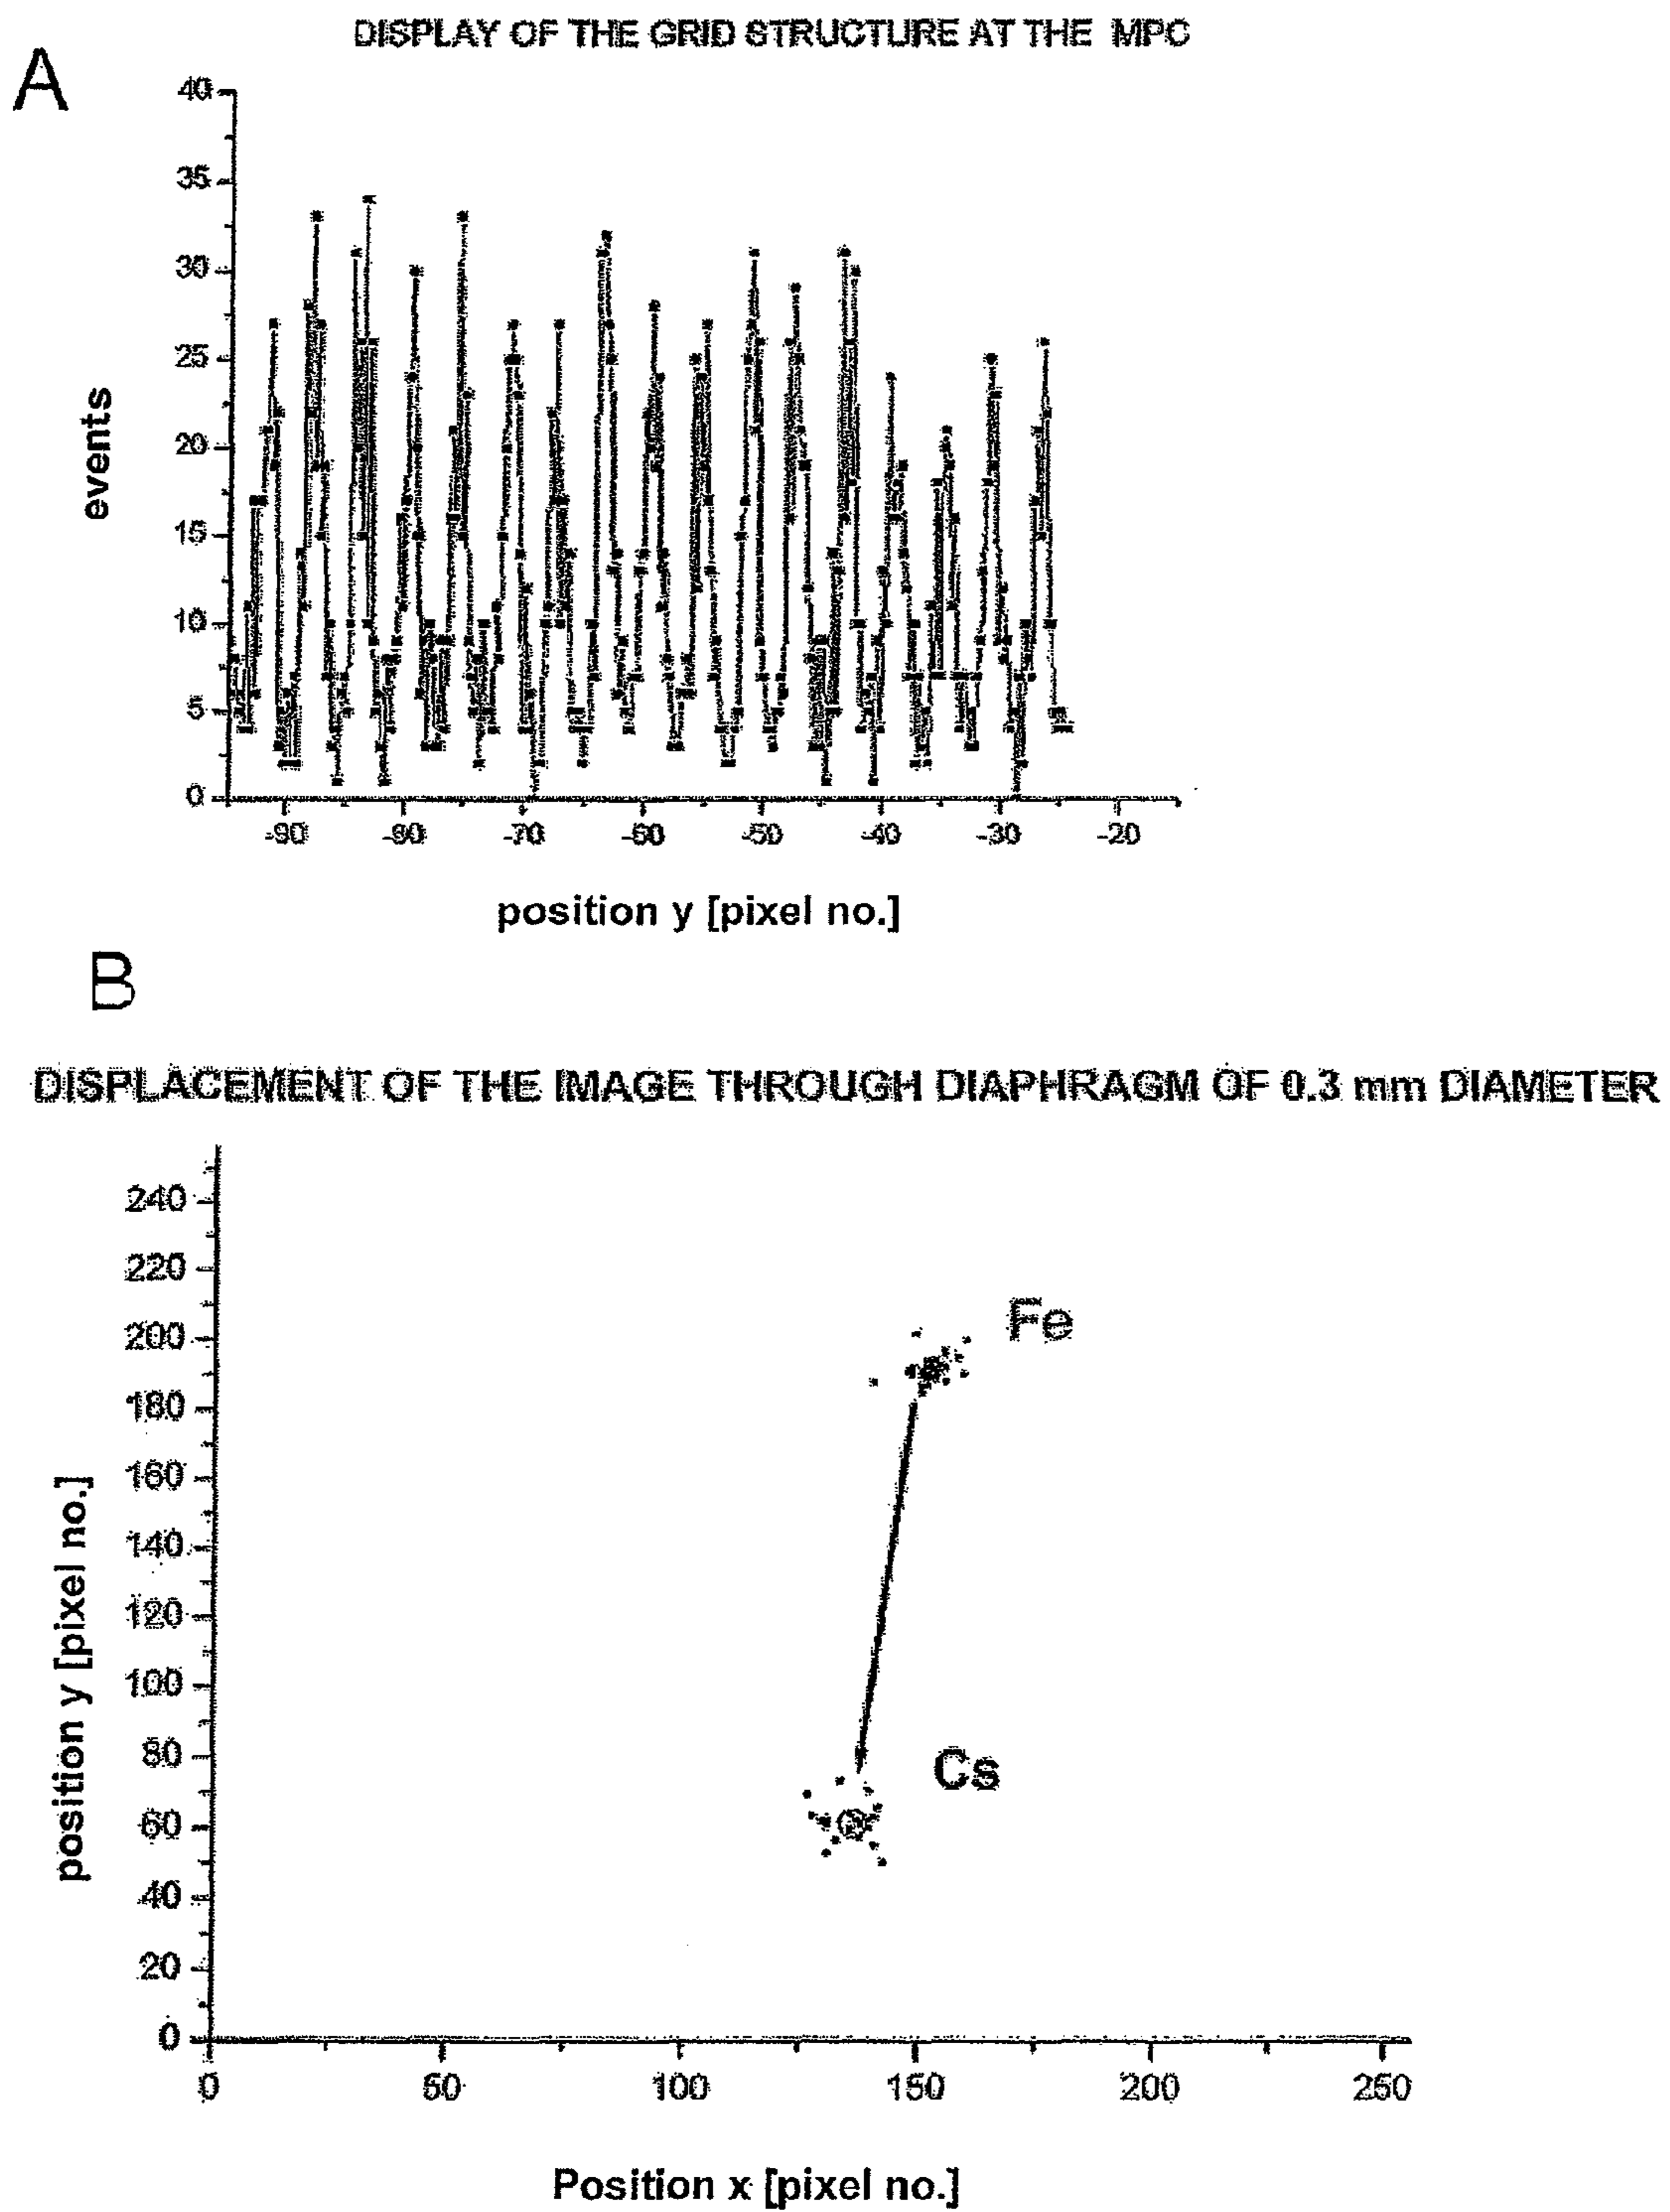 DISPLAY OF THE GRID STRUCTURE AT THE MPC
A
40
35
30
25
20
15
10
5
0
events
-90 -80 -70 -60 -50 -40 -30 -20
position y [pixel no.]
B
DISPLACEMENT OF THE IMAGE THROUGH DIAPHRAGM OF 0.3 mm DIAMETER
240
220
200
180
160
140
120
100
80
60
40
20
0
position y [pixel no.]
Fe
Cs
0 50 100 150 200 250
Position x [pixel no.]